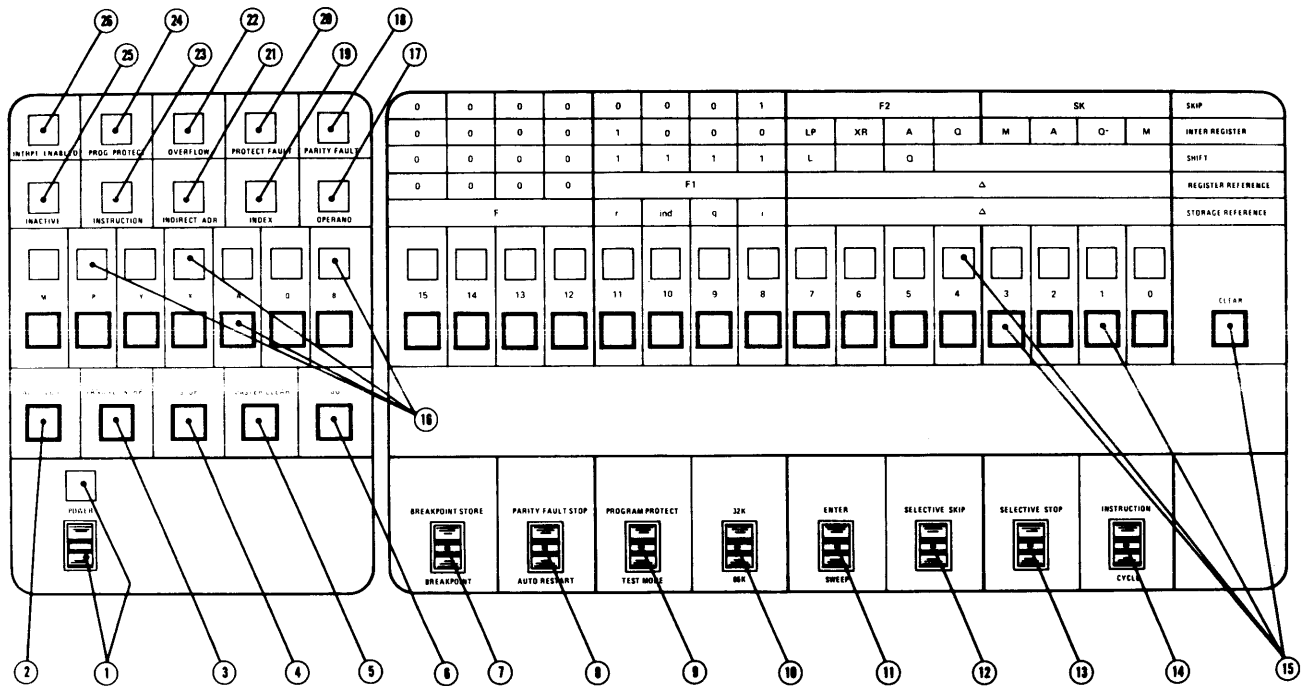 26 24 22 20 18
25 23 21 19 17
INTRPT ENABLED PROG PROTECT OVERFLOW PROTECT FAULT PARITY FAULT
INACTIVE INSTRUCTION INDIRECT ADR INDEX OPERAND
M P Y X A Q B
MASTER CLEAR
POWER
0 0 0 0 0 0 0 1 F2 SK SKIP
0 0 0 0 1 0 0 0 LP XR A Q M A Q- M INTER REGISTER
0 0 0 0 1 1 1 1 L Q SHIFT
0 0 0 0 F1 Δ REGISTER REFERENCE
F r ind q i Δ STORAGE REFERENCE
15 14 13 12 11 10 9 8 7 6 5 4 3 2 1 0 CLEAR
16
BREAKPOINT STORE PARITY FAULT STOP PROGRAM PROTECT 32K ENTER SELECTIVE SKIP SELECTIVE STOP INSTRUCTION
BREAKPOINT AUTO RESTART TEST MODE SWEEP CYCLE
2 1 3 4 5 6 7 8 9 10 11 12 13 14 15